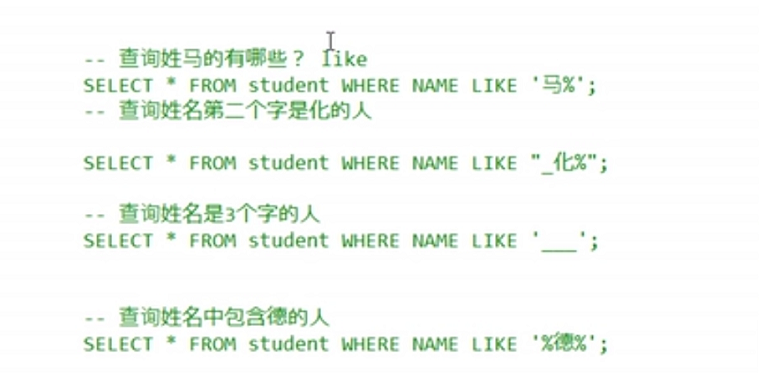 -- 查询姓马的有哪些？ like
SELECT * FROM student WHERE NAME LIKE '马%';
-- 查询姓名第二个字是化的人
SELECT * FROM student WHERE NAME LIKE "_化%";
-- 查询姓名是3个字的人
SELECT * FROM student WHERE NAME LIKE '___';
-- 查询姓名中包含德的人
SELECT * FROM student WHERE NAME LIKE '%德%';